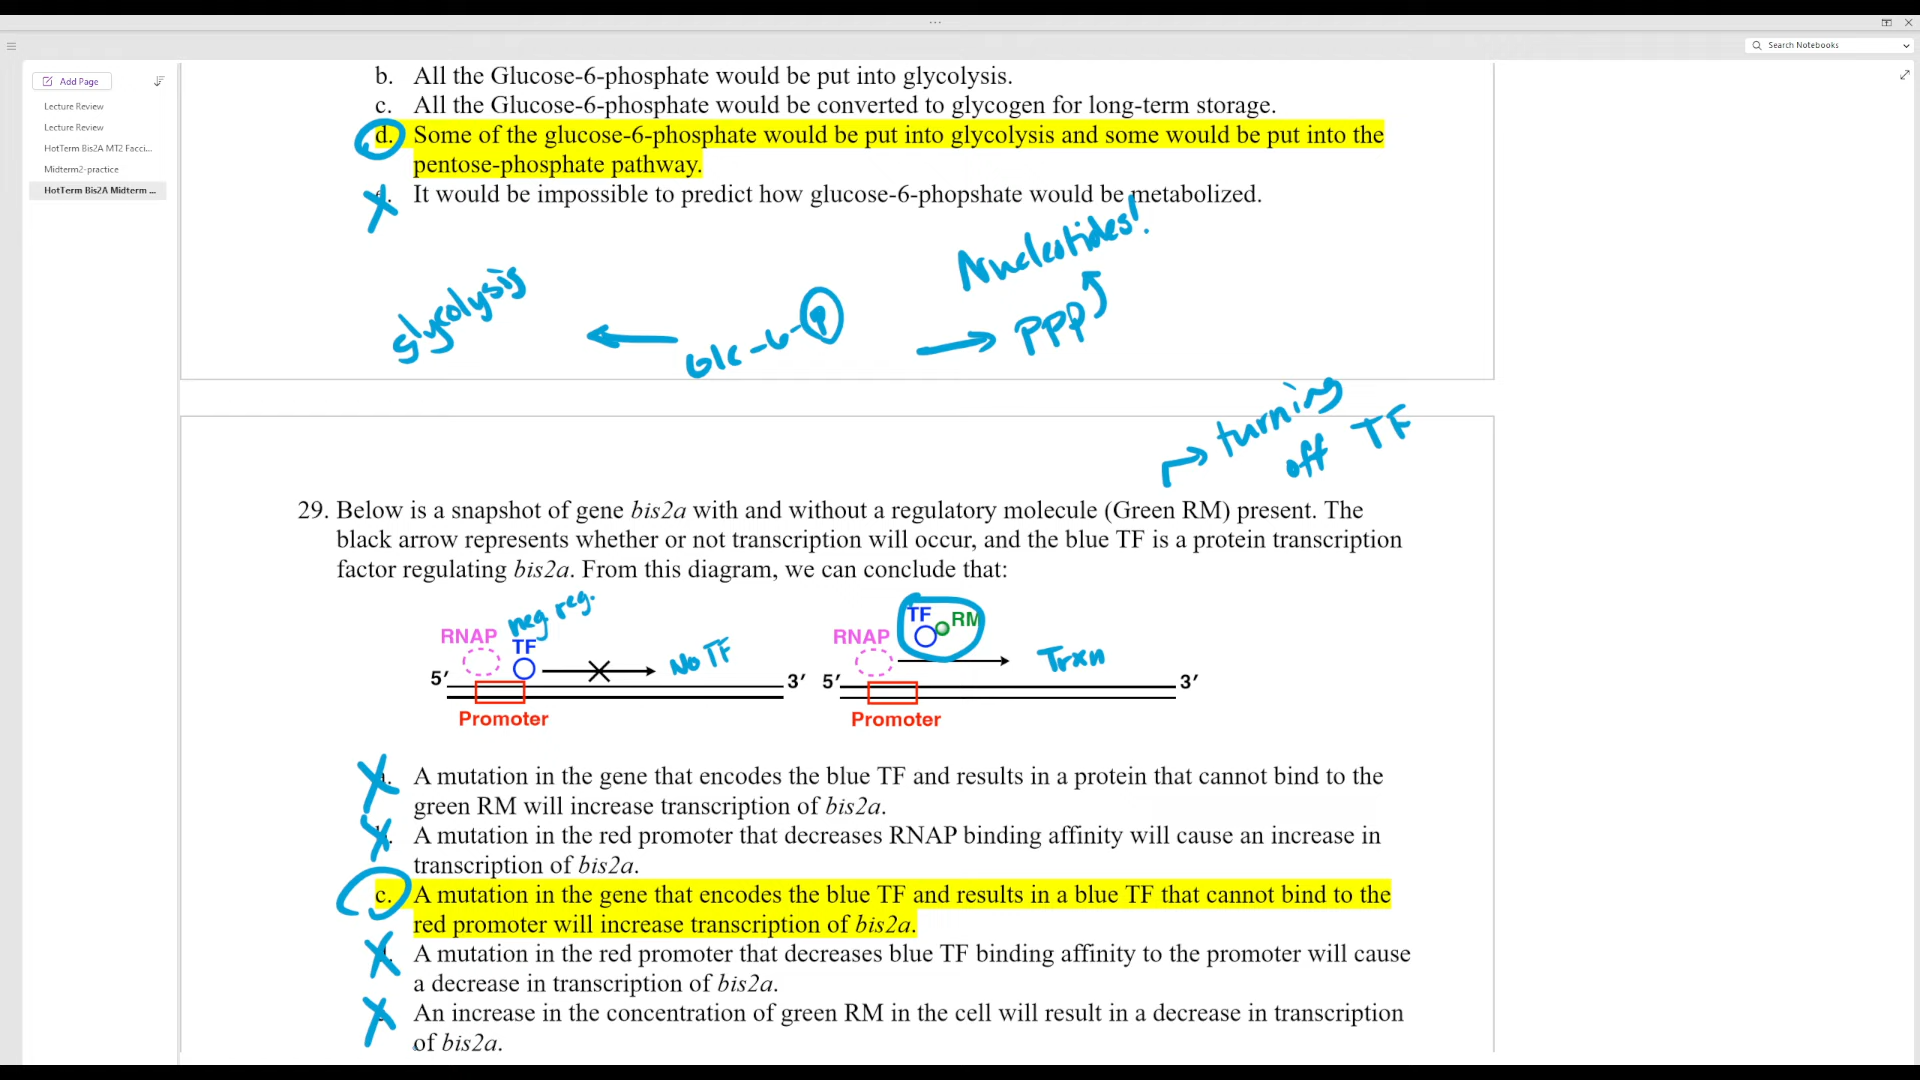 ...
Search Notebooks
Add Page
Lecture Review
Lecture Review
HotTerm Bis2A MT2 Facci...
Midterm2-practice
HotTerm Bis2A Midterm ...
b. All the Glucose-6-phosphate would be put into glycolysis.
c. All the Glucose-6-phosphate would be converted to glycogen for long-term storage.
d. Some of the glucose-6-phosphate would be put into glycolysis and some would be put into the
pentose-phosphate pathway.
It would be impossible to predict how glucose-6-phopshate would be metabolized.
Nucleotides!
glycolysis
Glc-6-P
PPP
turning
off TF
29. Below is a snapshot of gene bis2a with and without a regulatory molecule (Green RM) present. The
black arrow represents whether or not transcription will occur, and the blue TF is a protein transcription
factor regulating bis2a. From this diagram, we can conclude that:
neg reg.
RNAP
TF
No TF
5′
3′
Promoter
TF
RM
RNAP
Trxn
5′
3′
Promoter
A mutation in the gene that encodes the blue TF and results in a protein that cannot bind to the
green RM will increase transcription of bis2a.
A mutation in the red promoter that decreases RNAP binding affinity will cause an increase in
transcription of bis2a.
c. A mutation in the gene that encodes the blue TF and results in a blue TF that cannot bind to the
red promoter will increase transcription of bis2a.
A mutation in the red promoter that decreases blue TF binding affinity to the promoter will cause
a decrease in transcription of bis2a.
An increase in the concentration of green RM in the cell will result in a decrease in transcription
of bis2a.